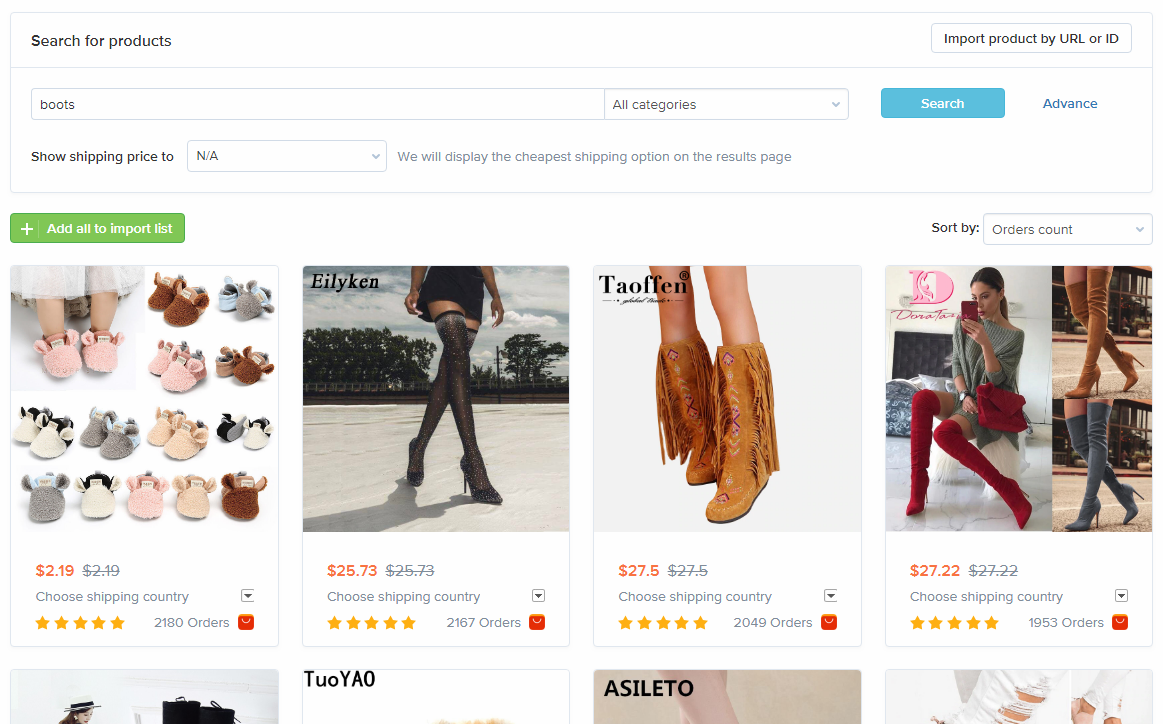 Search for products
Import product by URL or ID
boots
All categories
Search
Advance
Show shipping price to
N/A
We will display the cheapest shipping option on the results page
Add all to import list
Sort by:
Orders count
Eilyken
Taoffen®
global trade
$2.19 $2.19
$25.73 $25.73
$27.5 $27.5
$27.22 $27.22
Choose shipping country
Choose shipping country
Choose shipping country
Choose shipping country
2180 Orders
2167 Orders
2049 Orders
1953 Orders
TuoYAO
ASILETO